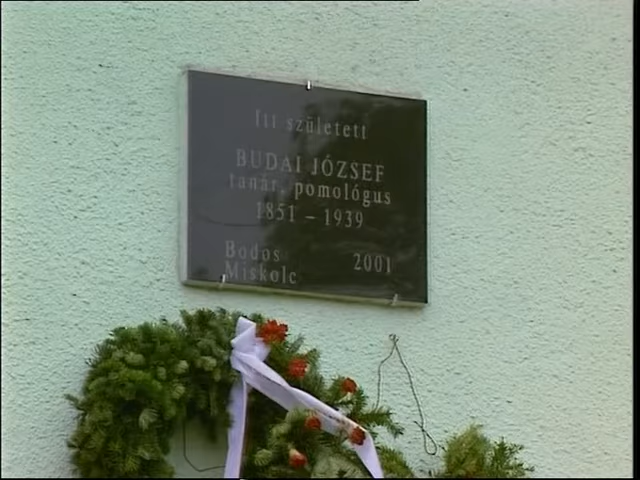 Itt született
BUDAI JÓZSEF
tanár, pomológus
1851 – 1939
Bodos 2001
Miskolc